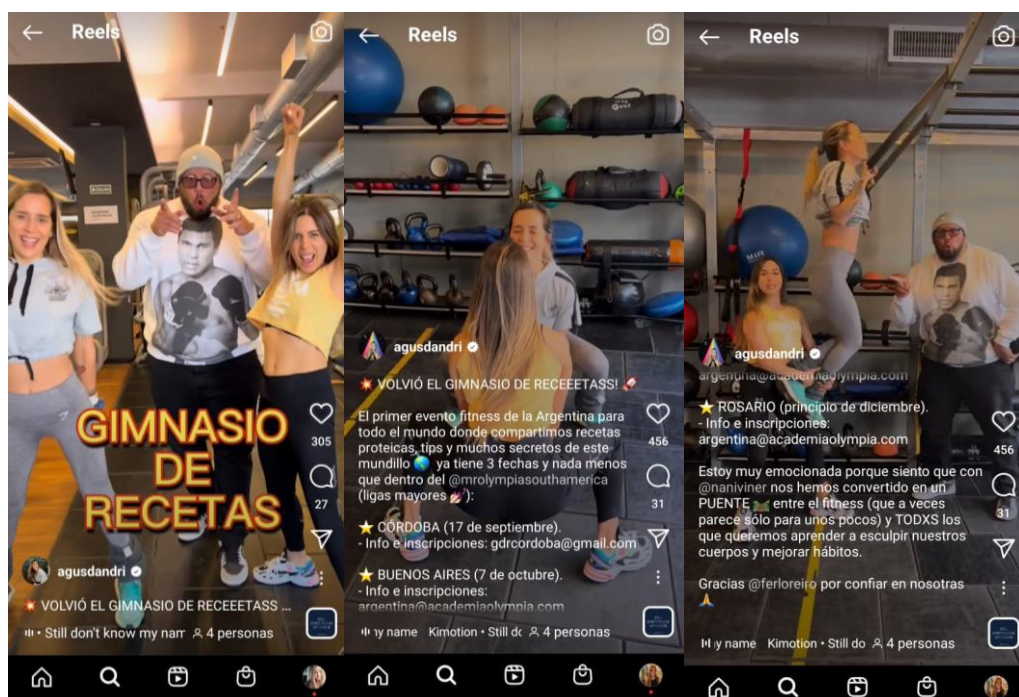 Reels
GIMNASIO
DE
RECETAS
305
27
agusdandri
💥 VOLVIÓ EL GIMNASIO DE RECEEETASS ...
• Still don't know my nam
4 personas
Reels
agusdandri
💥 VOLVIÓ EL GIMNASIO DE RECEEETASS! 🚀
El primer evento fitness de la Argentina para
todo el mundo donde compartimos recetas
proteicas, tips y muchos secretos de este
mundillo 🌎 ya tiene 3 fechas y nada menos
que dentro del @mrolympiasouthamerica
(ligas mayores 💅):
⭐ CÓRDOBA (17 de septiembre).
- Info e inscripciones: gdrcordoba@gmail.com
⭐ BUENOS AIRES (7 de octubre).
- Info e inscripciones:
argentina@academiaolympia.com
456
31
y name Kimotion • Still do
4 personas
Reels
agusdandri
argentina@academiaolympia.com
⭐ ROSARIO (principio de diciembre).
- Info e inscripciones:
argentina@academiaolympia.com
Estoy muy emocionada porque siento que con
@naniviner nos hemos convertido en un
PUENTE entre el fitness (que a veces
parece sólo para unos pocos) y TODXS los
que queremos aprender a esculpir nuestros
cuerpos y mejorar hábitos.
Gracias @ferloreiro por confiar en nosotras
🙏
456
31
y name Kimotion • Still do
4 personas